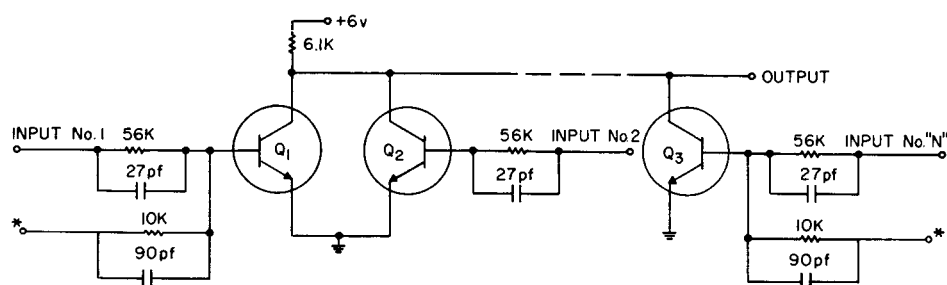 +6v
6.1K
OUTPUT
INPUT No.1
56K
Q1
Q2
56K
INPUT No.2
Q3
56K
INPUT No."N"
27pf
27pf
27pf
*
10K
10K
*
90pf
90pf